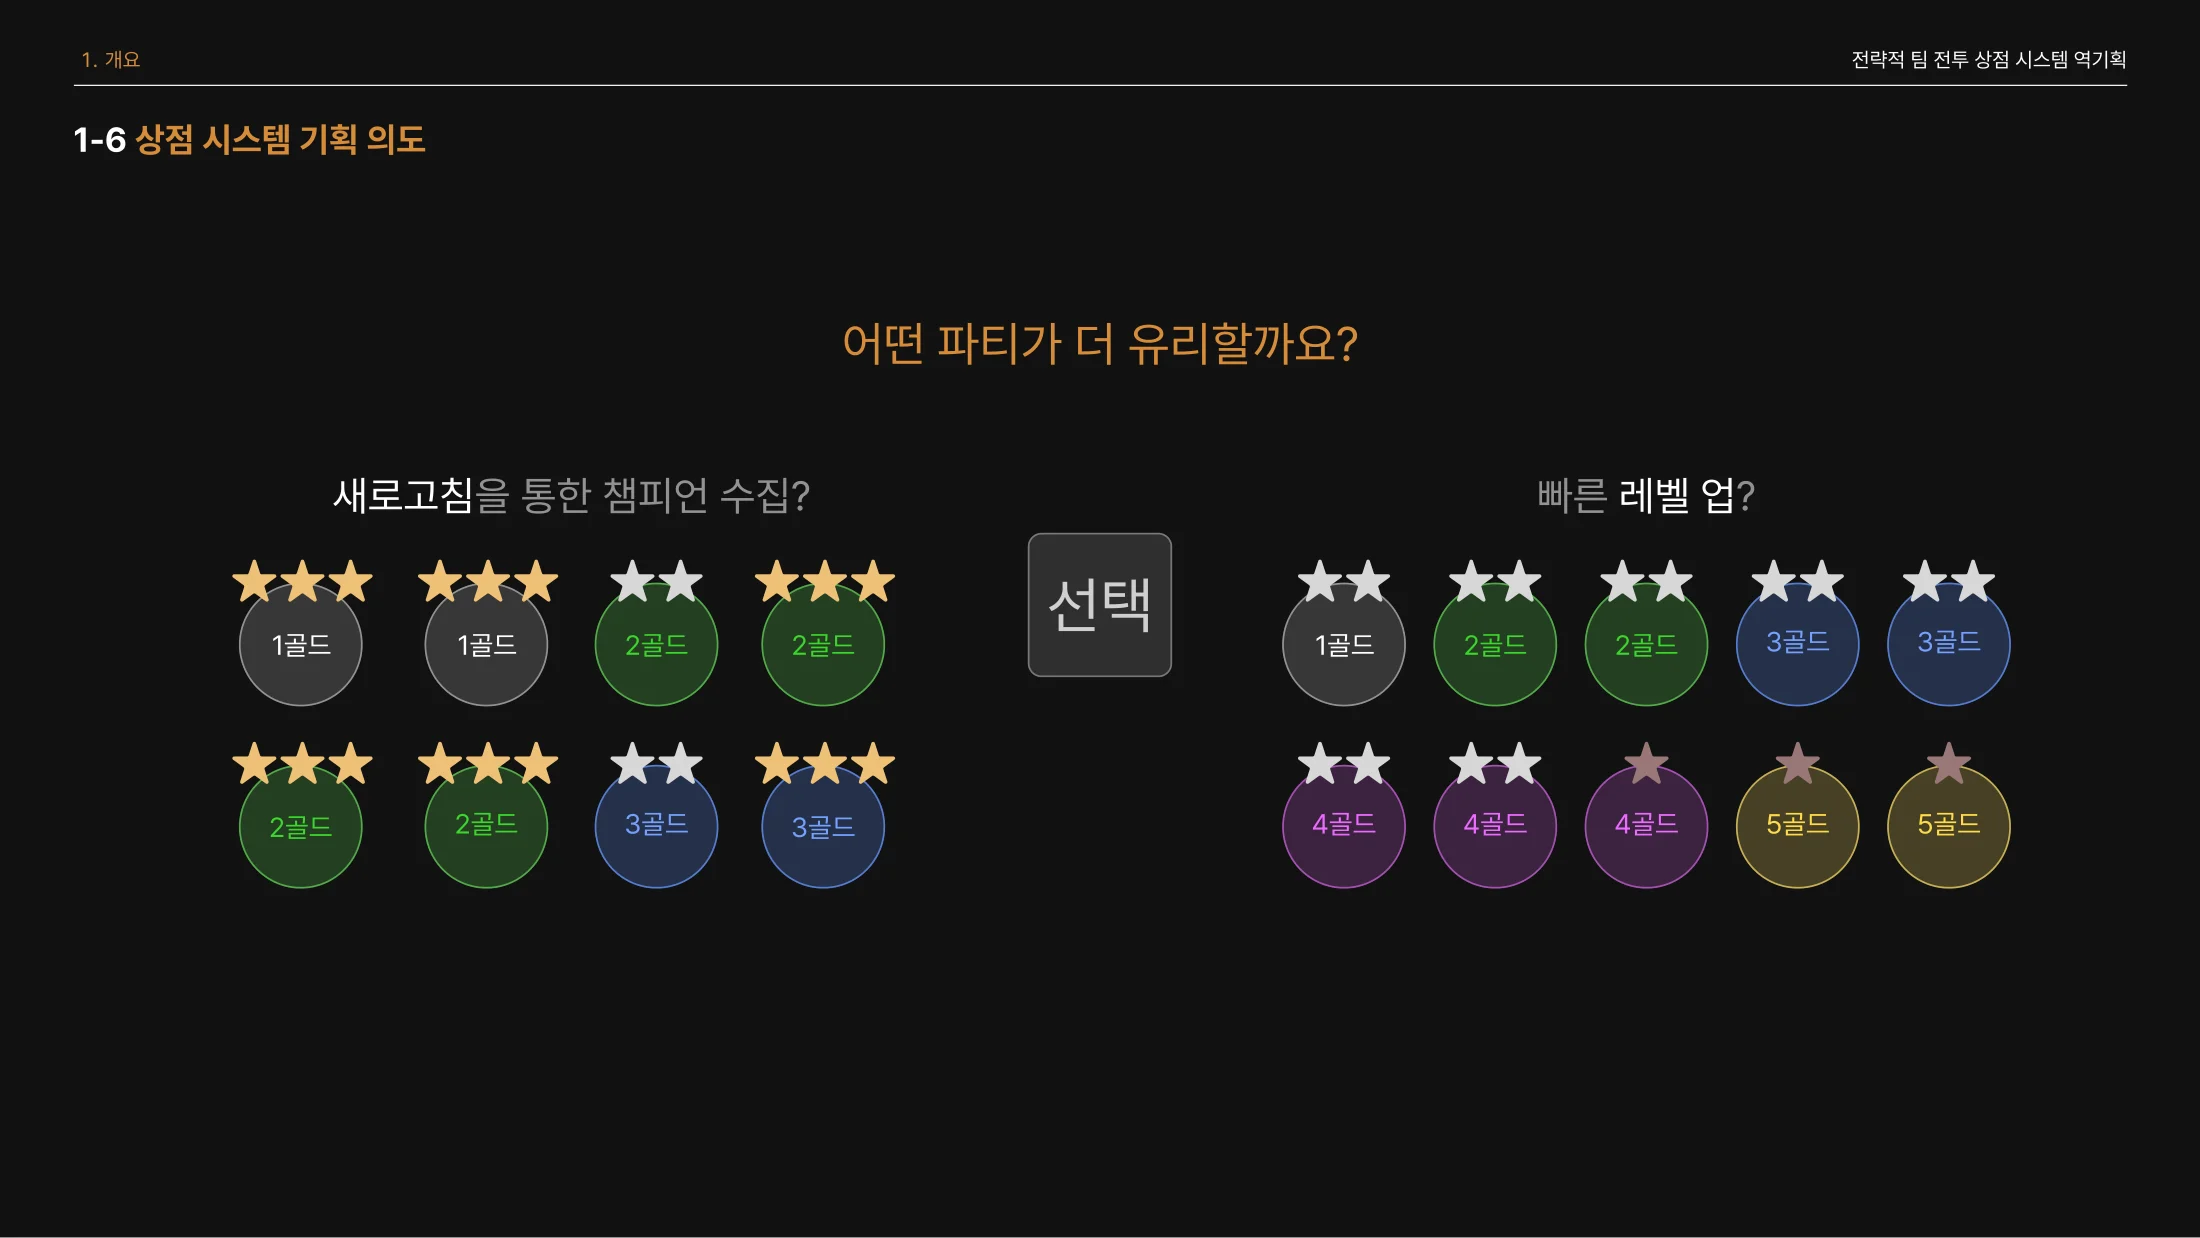 1. 개요
전략적 팀 전투 상점 시스템 역기획
1-6 상점 시스템 기획 의도
어떤 파티가 더 유리할까요?
새로고침을 통한 챔피언 수집?
1골드 1골드 2골드 2골드
2골드 2골드 3골드 3골드
선택
빠른 레벨 업?
1골드 2골드 2골드 3골드 3골드
4골드 4골드 4골드 5골드 5골드